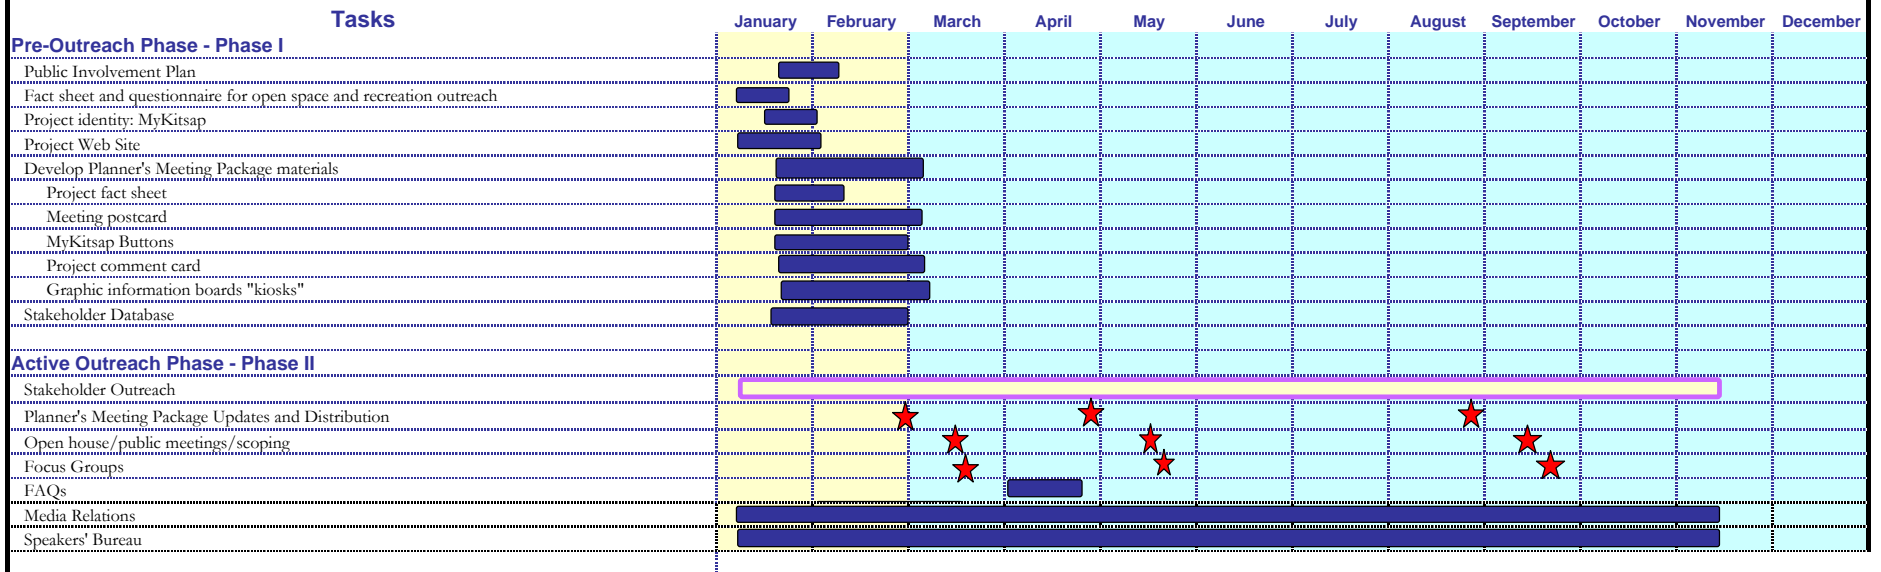 Tasks January February March April May June July August September October November December
Pre-Outreach Phase - Phase I
Public Involvement Plan
Fact sheet and questionnaire for open space and recreation outreach
Project identity: MyKitsap
Project Web Site
Develop Planner's Meeting Package materials
Project fact sheet
Meeting postcard
MyKitsap Buttons
Project comment card
Graphic information boards "kiosks"
Stakeholder Database
Active Outreach Phase - Phase II
Stakeholder Outreach
Planner's Meeting Package Updates and Distribution
Open house/public meetings/scoping
Focus Groups
FAQs
Media Relations
Speakers' Bureau